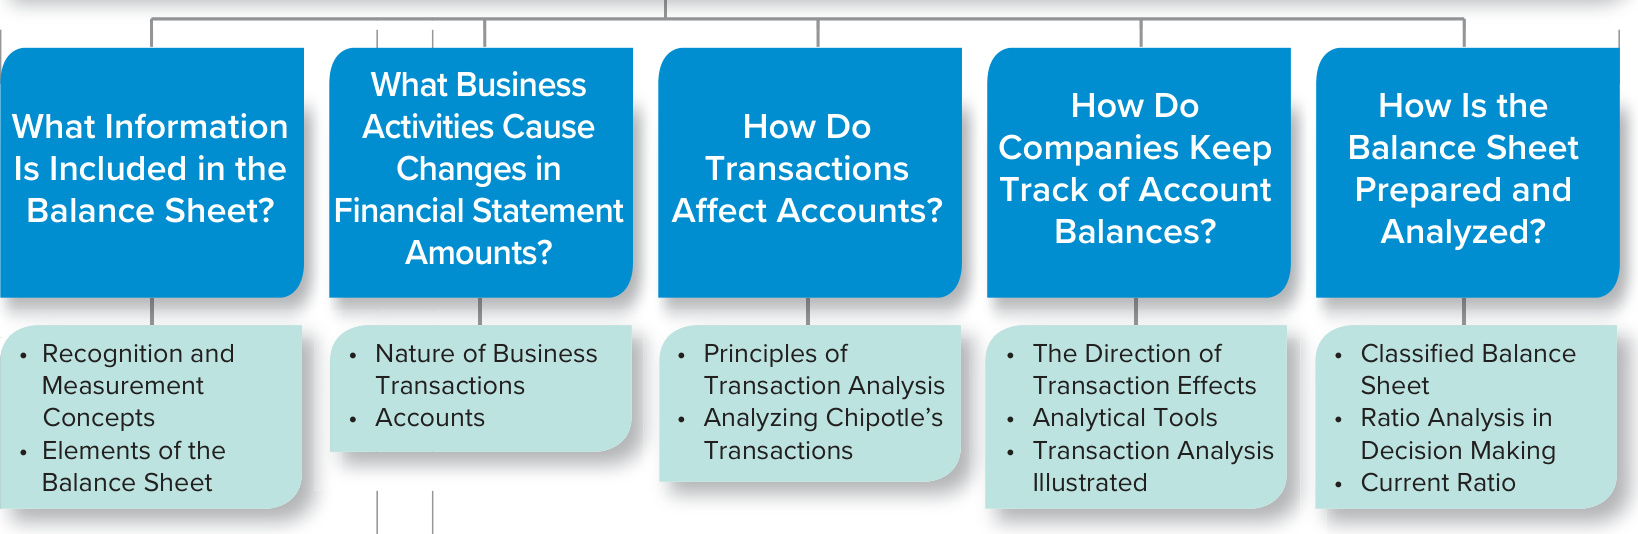 What Information
Is Included in the
Balance Sheet?
What Business
Activities Cause
Changes in
Financial Statement
Amounts?
How Do
Transactions
Affect Accounts?
How Do
Companies Keep
Track of Account
Balances?
How Is the
Balance Sheet
Prepared and
Analyzed?
• Recognition and
Measurement
Concepts
• Elements of the
Balance Sheet
• Nature of Business
Transactions
• Accounts
• Principles of
Transaction Analysis
• Analyzing Chipotle’s
Transactions
• The Direction of
Transaction Effects
• Analytical Tools
• Transaction Analysis
Illustrated
• Classified Balance
Sheet
• Ratio Analysis in
Decision Making
• Current Ratio